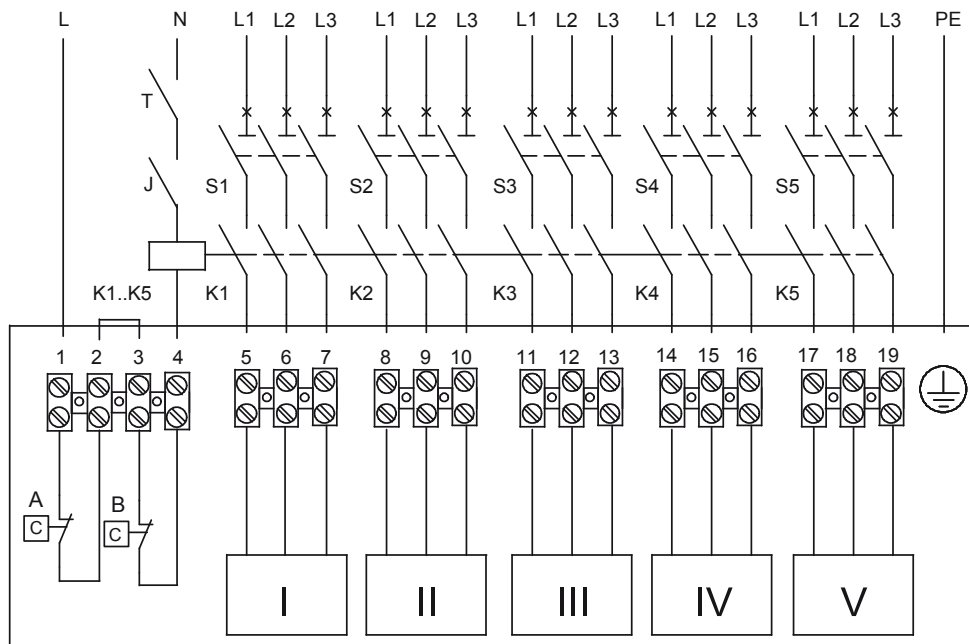 L N L1 L2 L3 L1 L2 L3 L1 L2 L3 L1 L2 L3 L1 L2 L3 PE
T
J S1 S2 S3 S4 S5
K1..K5 K1 K2 K3 K4 K5
1 2 3 4 5 6 7 8 9 10 11 12 13 14 15 16 17 18 19
A B
C C
I II III IV V